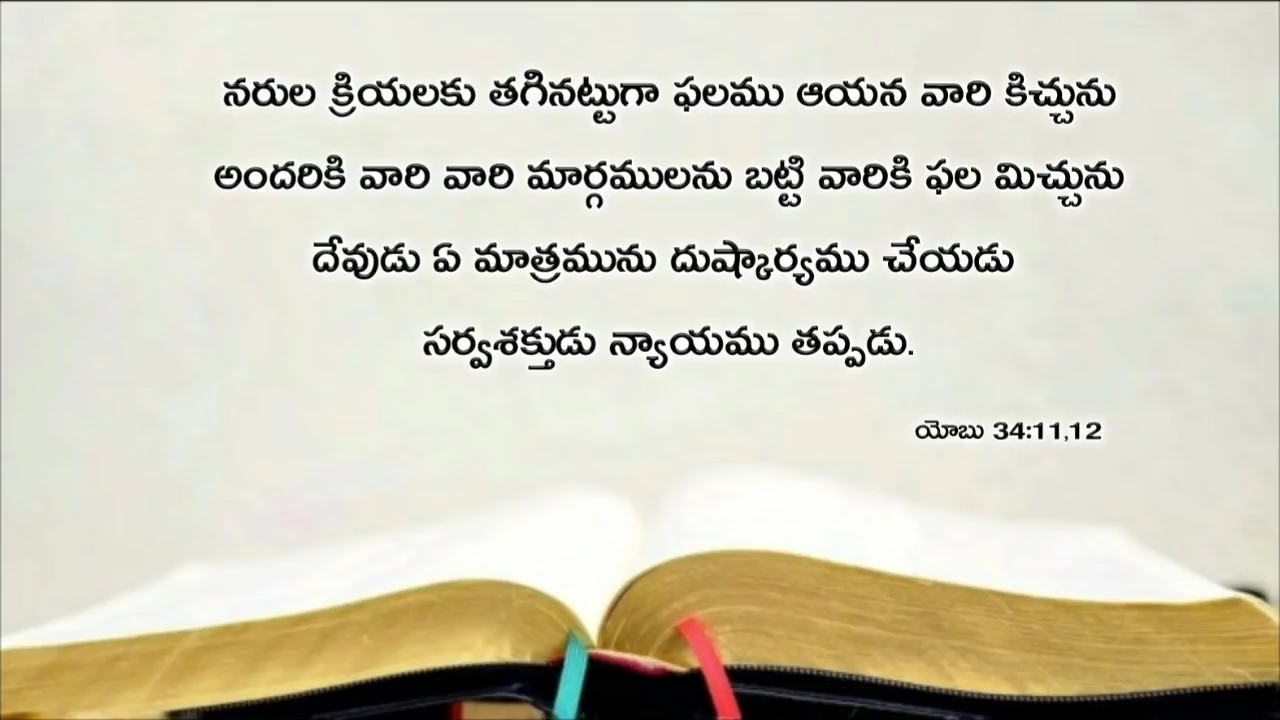 నరుల క్రియలకు తగినట్టుగా ఫలము ఆయన వారి కిచ్చును
అందరికి వారి వారి మార్గములను బట్టి వారికి ఫల మిచ్చును
దేవుడు ఏ మాత్రమును దుష్కార్యము చేయడు
సర్వశక్తుడు న్యాయము తప్పడు.
యోబు 34:11,12